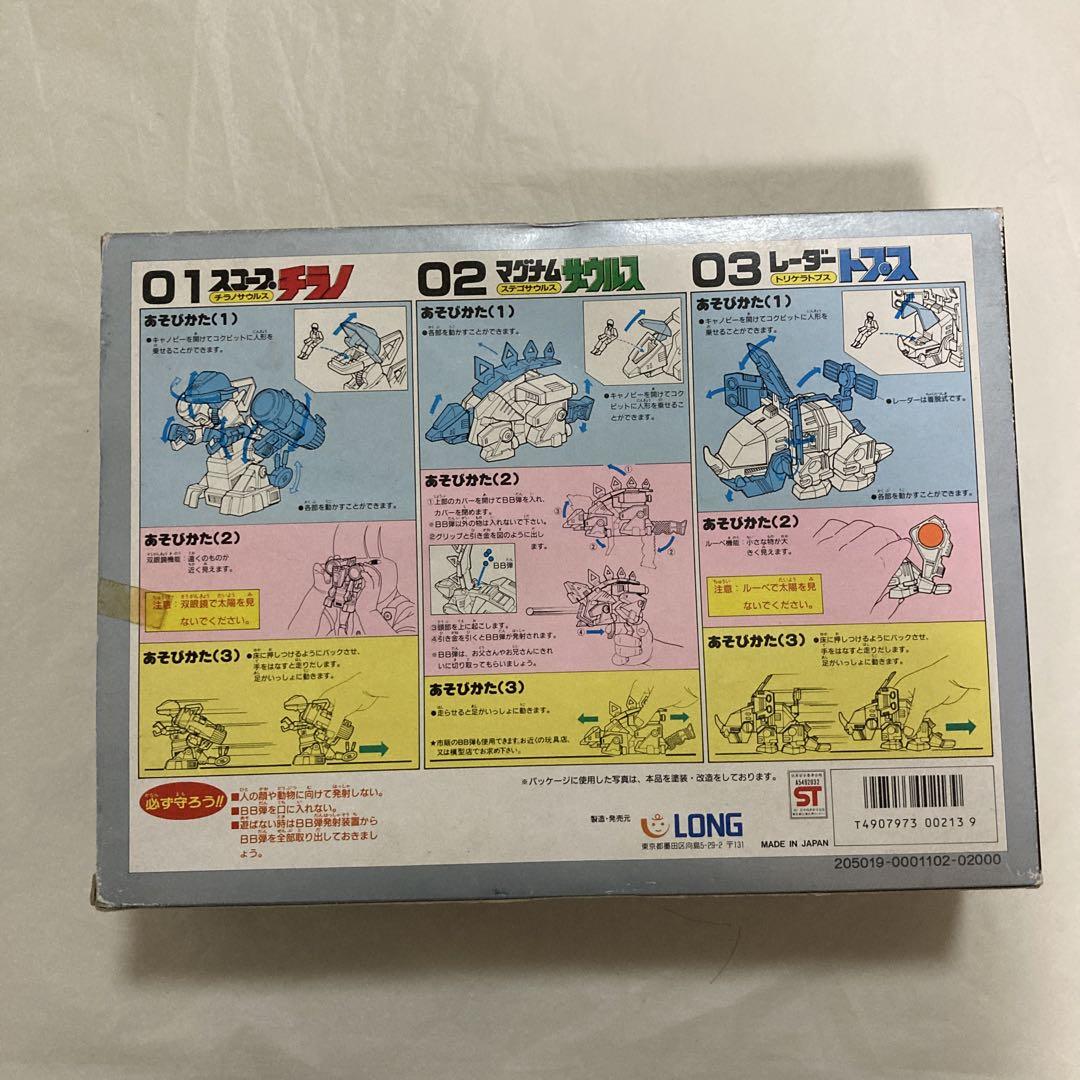 01 スコープ チラノ
チラノサウルス
あそびかた(1)
●キャノピーを開けてコクピットに人形を
乗せることができます。
●各部を動かすことができます。
あそびかた(2)
双眼鏡機能：遠くのものが
近く見えます。
注意：双眼鏡で太陽を見
ないでください。
あそびかた(3)
●床に押しつけるようにバックさせ、
手をはなすと走りだします。
足がいっしょに動きます。
02 マグナム サウルス
ステゴサウルス
あそびかた(1)
●各部を動かすことができます。
●キャノピーを開けてコク
ピットに人形を乗せるこ
とができます。
あそびかた(2)
①上部のカバーを開けてBB弾を入れ、
カバーを閉めます。
※BB弾以外の物は入れないで下さい。
②グリップと引き金を図のように出し
ます。
BB弾
①
③
②
②
③頭部を上に起こします。
④引き金を引くとBB弾が発射されます。
④
※BB弾は、お父さんやお兄さんにきれ
いに切り取ってもらいましょう。
あそびかた(3)
●走らせると足がいっしょに動きます。
★市販のBB弾も使用できます。お近くの玩具店、
又は模型店でお求め下さい。
03 レーダー トプス
トリケラトプス
あそびかた(1)
●キャノピーを開けてコクピットに人形を
乗せることができます。
●レーダーは着脱式です。
●各部を動かすことができます。
あそびかた(2)
ルーペ機能：小さな物が大
きく見えます。
注意：ルーペで太陽を見
ないでください。
あそびかた(3)
●床に押しつけるようにバックさせ、
手をはなすと走りだします。
足がいっしょに動きます。
※パッケージに使用した写真は、本品を塗装・改造をしております。
必ず守ろう!!
■人の顔や動物に向けて発射しない。
■BB弾を口に入れない。
■遊ばない時はBB弾発射装置から
BB弾を全部取り出しておきまし
ょう。
製造・発売元
LONG
東京都墨田区向島5-29-2 〒131
MADE IN JAPAN
A5492032
ST
T4907973 00213 9
205019-0001102-02000